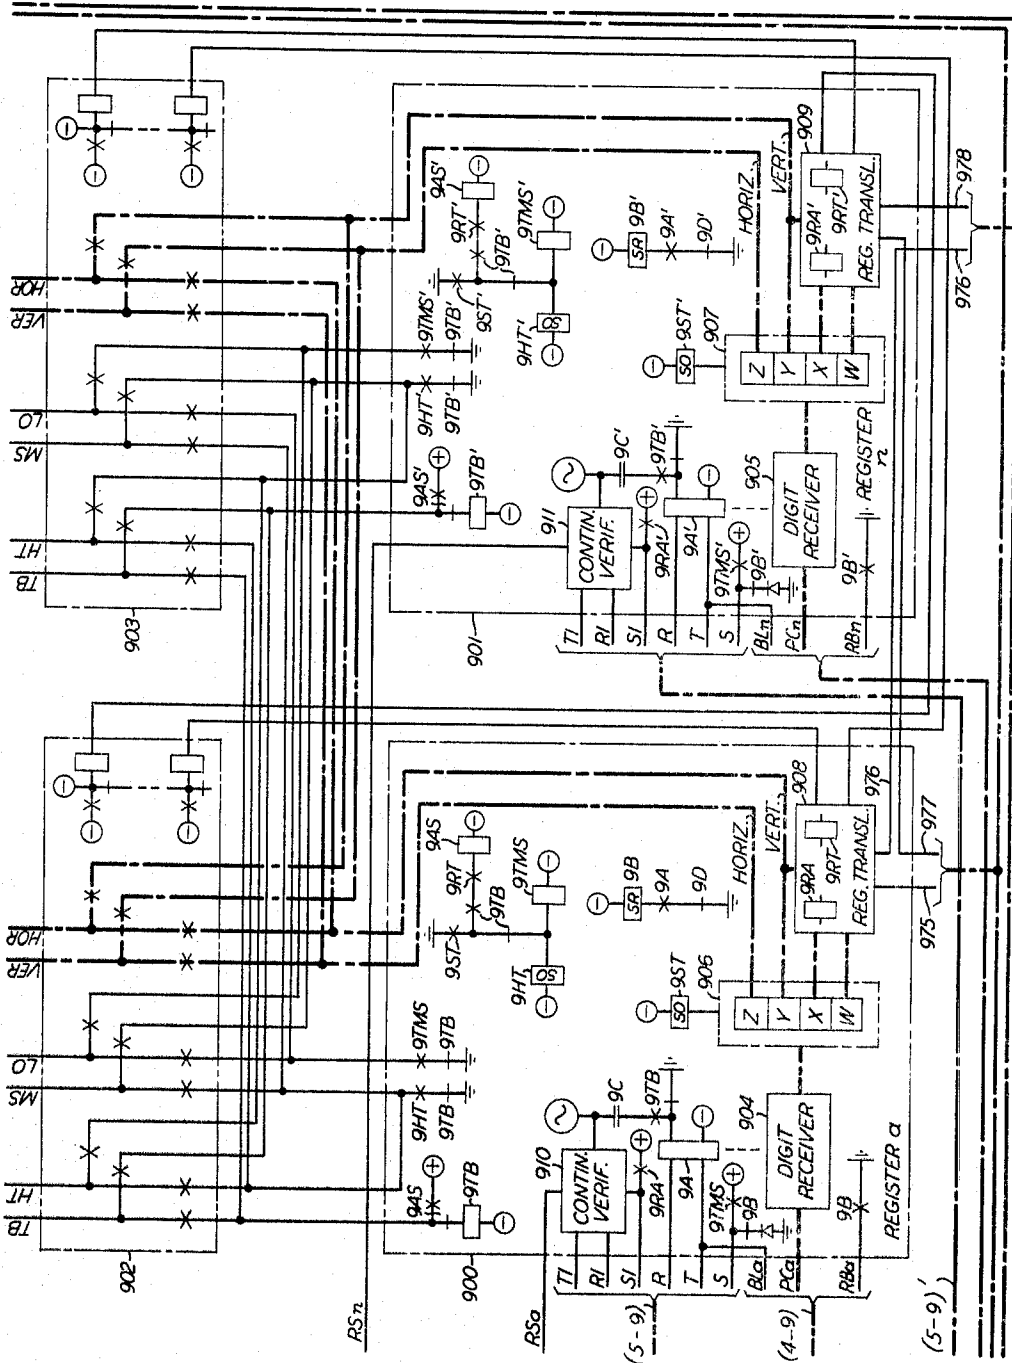 HOR
VER
LO
MS
HT
TB
903
9AS'
9RT'
9TB'
9ST'
9TMS'
9HT'
SO
9TMS'
9TB'
9HT'
9TB'
9AS'
9TB'
SR
9B'
9A'
9D'
HORIZ.
VERT.
909
9RA'
9RT'
REG. TRANSL.
978
976
SO
9ST'
907
Z
Y
X
W
911
CONTIN. VERIF.
9C'
9TB'
9RA'
9A'
9TMS'
9B'
905
DIGIT RECEIVER
REGISTER n
9B'
901
TI
RI
SI
R
T
S
BLn
PCn
RBn
HOR
VER
LO
MS
HT
TB
902
9AS
9RT
9TB
9ST
9TMS
9HT
SO
9TMS
9TB
9HT
9TB
9AS
9TB
SR
9B
9A
9D
HORIZ.
VERT.
908
9RA
9RT
REG. TRANSL.
976
977
975
SO
9ST
906
Z
Y
X
W
910
CONTIN. VERIF.
9C
9TB
9RA
9A
9TMS
9B
904
DIGIT RECEIVER
REGISTER a
9B
900
RSn
RSa
TI
RI
SI
R
T
S
BLa
PCa
RBa
(5-9)
(4-9)
(5-9)'